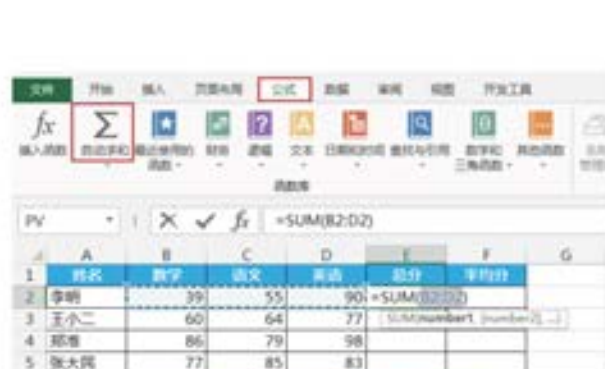 文件 开始 插入 页面布局 公式 数据 审阅 视图 开发工具
fx Σ ? A θ
插入函数 自动求和 最近使用的函数 财务 逻辑 文本 日期和时间 查找与引用 数学和三角函数 其他函数
函数库
PV fx =SUM(B2:D2)
A B C D E F G
1 姓名 数学 语文 英语 总分 平均分
2 李明 39 55 90 =SUM(B2:D2)
3 王小二 60 64 77 SUM(number1, [number2], ...)
4 郑准 86 79 98
5 张大民 77 85 83